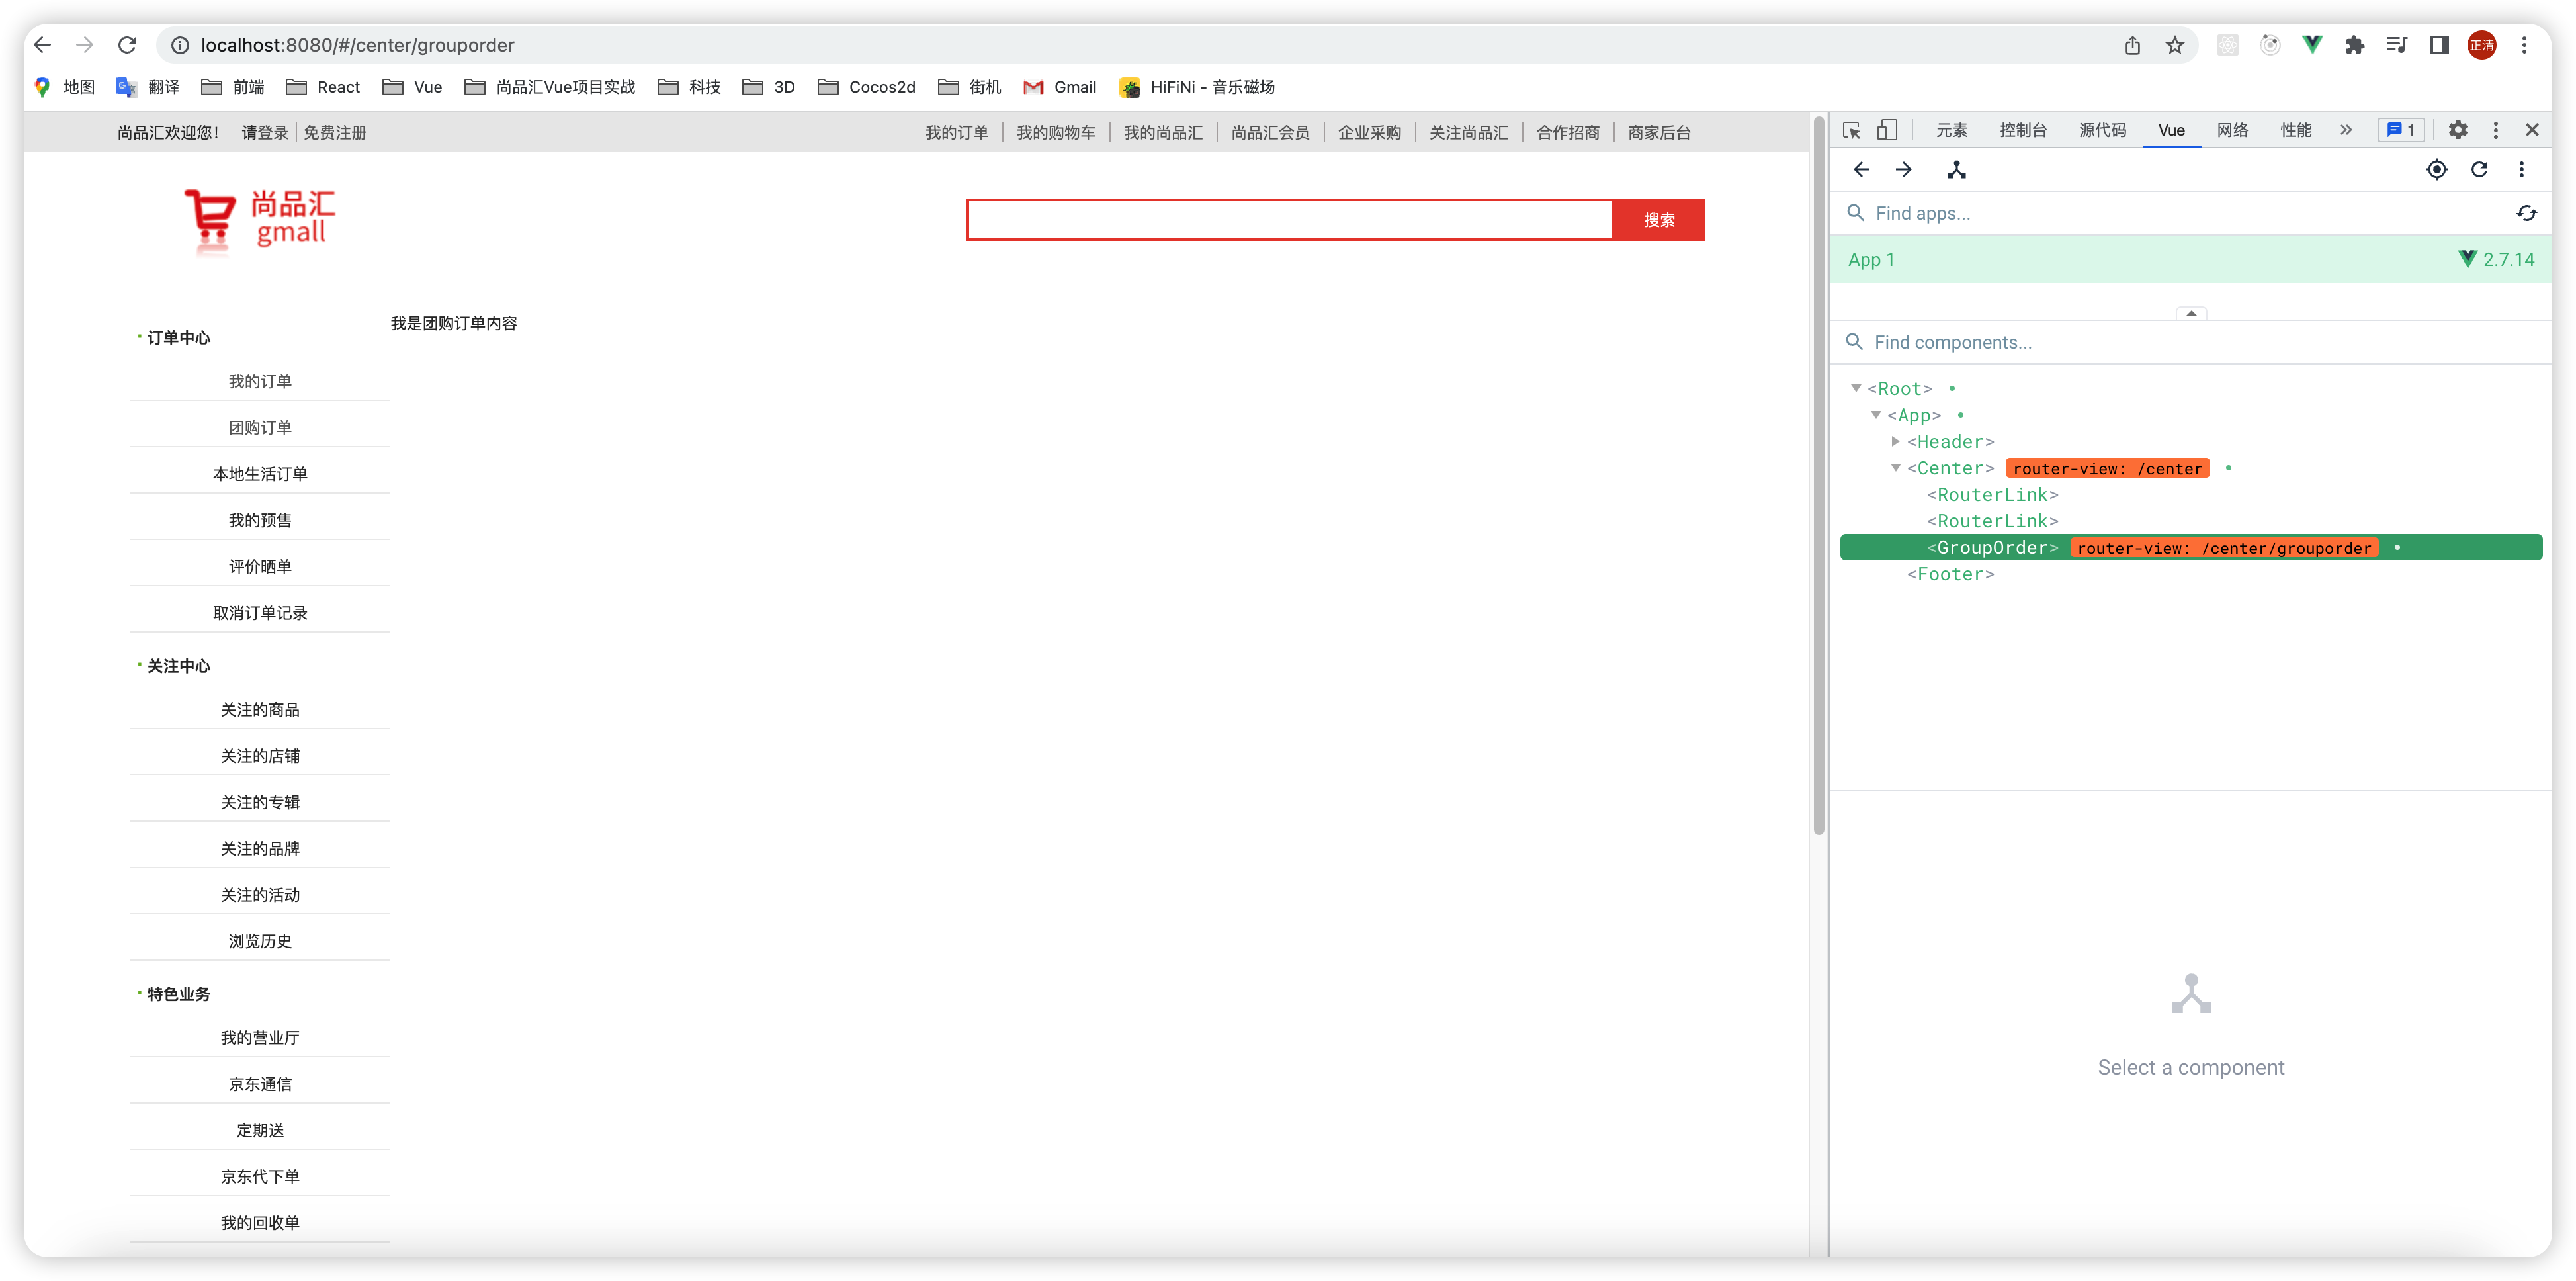 localhost:8080/#/center/grouporder 正清
地图 翻译 前端 React Vue 尚品汇Vue项目实战 科技 3D Cocos2d 街机 Gmail HiFiNi - 音乐磁场
尚品汇欢迎您！ 请登录 免费注册 我的订单 我的购物车 我的尚品汇 尚品汇会员 企业采购 关注尚品汇 合作招商 商家后台
尚品汇
gmall
搜索
我是团购订单内容
· 订单中心
我的订单
团购订单
本地生活订单
我的预售
评价晒单
取消订单记录
· 关注中心
关注的商品
关注的店铺
关注的专辑
关注的品牌
关注的活动
浏览历史
· 特色业务
我的营业厅
京东通信
定期送
京东代下单
我的回收单
元素 控制台 源代码 Vue 网络 性能 » 1
Find apps...
App 1 2.7.14
Find components...
<Root>
<App>
<Header>
<Center> router-view: /center
<RouterLink>
<RouterLink>
<GroupOrder> router-view: /center/grouporder
<Footer>
Select a component